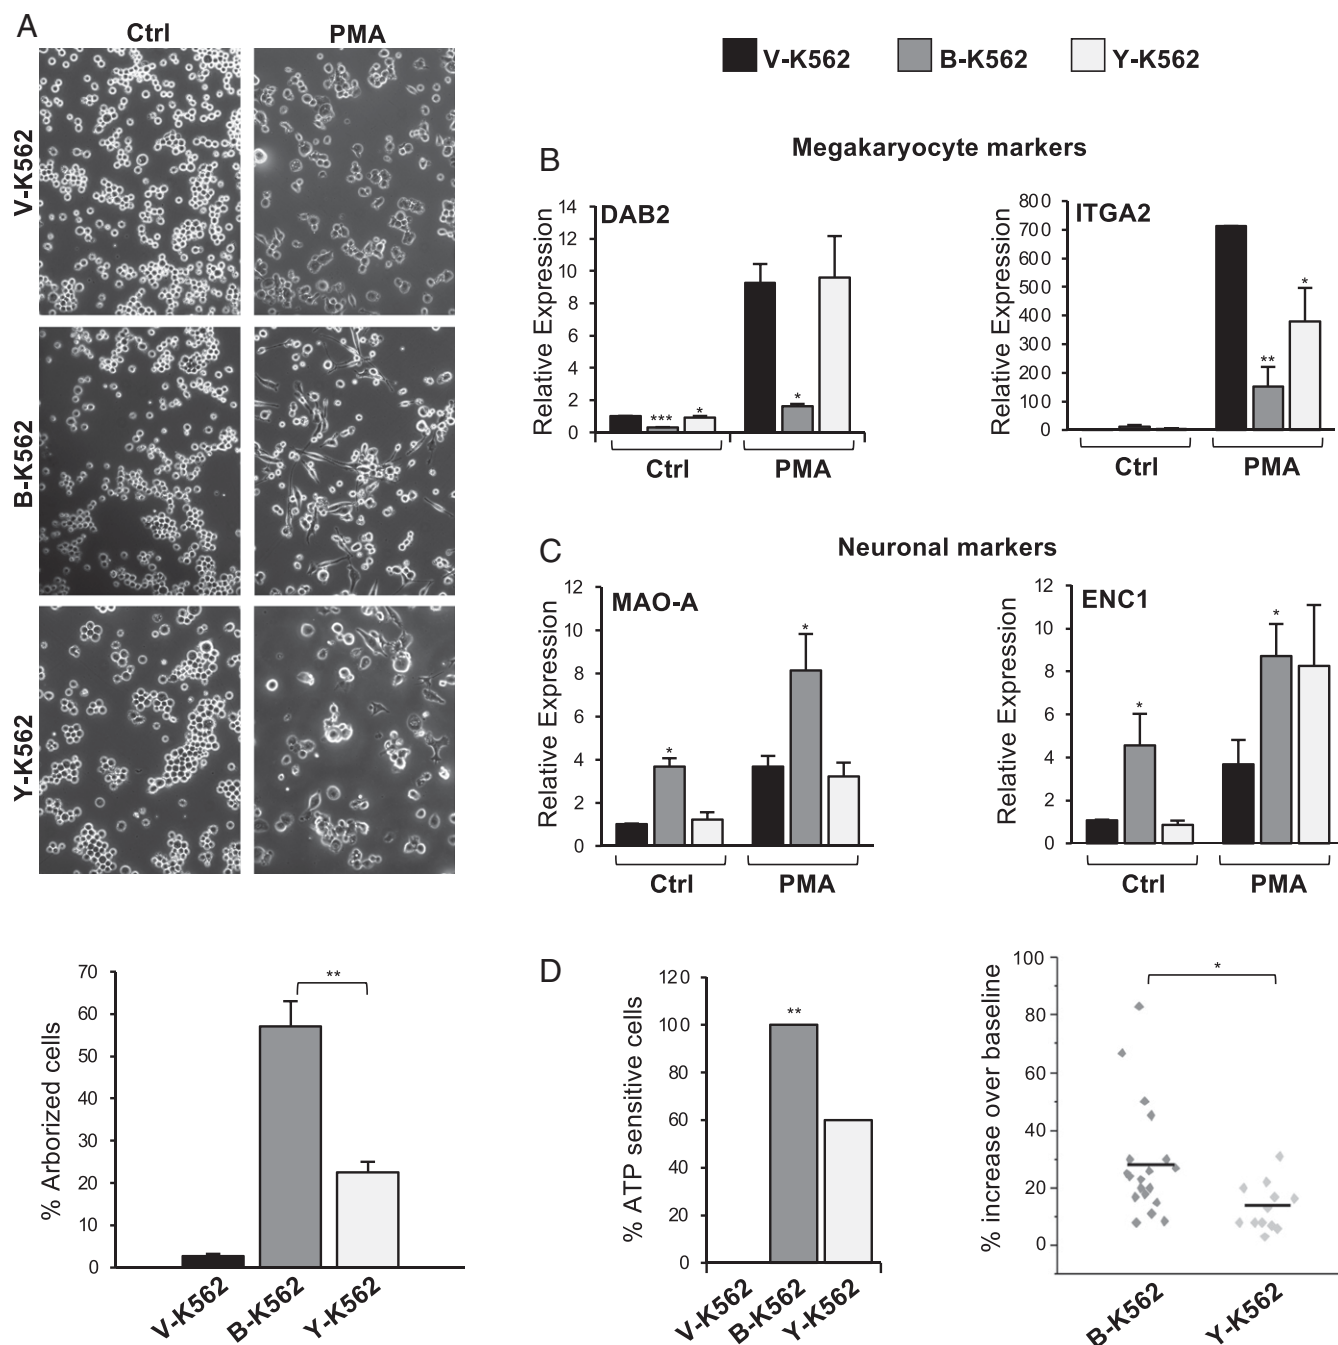 A
Ctrl
PMA
V-K562
B-K562
Y-K562
70
60
50
40
30
20
10
0
% Arborized cells
**
V-K562
B-K562
Y-K562
V-K562
B-K562
Y-K562
B
Megakaryocyte markers
DAB2
Relative Expression
14
12
10
8
6
4
2
0
***
*
*
Ctrl
PMA
ITGA2
Relative Expression
800
700
600
500
400
300
200
100
0
**
*
Ctrl
PMA
C
Neuronal markers
MAO-A
Relative Expression
12
10
8
6
4
2
0
*
*
Ctrl
PMA
ENC1
Relative Expression
12
10
8
6
4
2
0
*
*
Ctrl
PMA
D
% ATP sensitive cells
120
100
80
60
40
20
0
**
V-K562
B-K562
Y-K562
% increase over baseline
100
80
60
40
20
0
*
B-K562
Y-K562